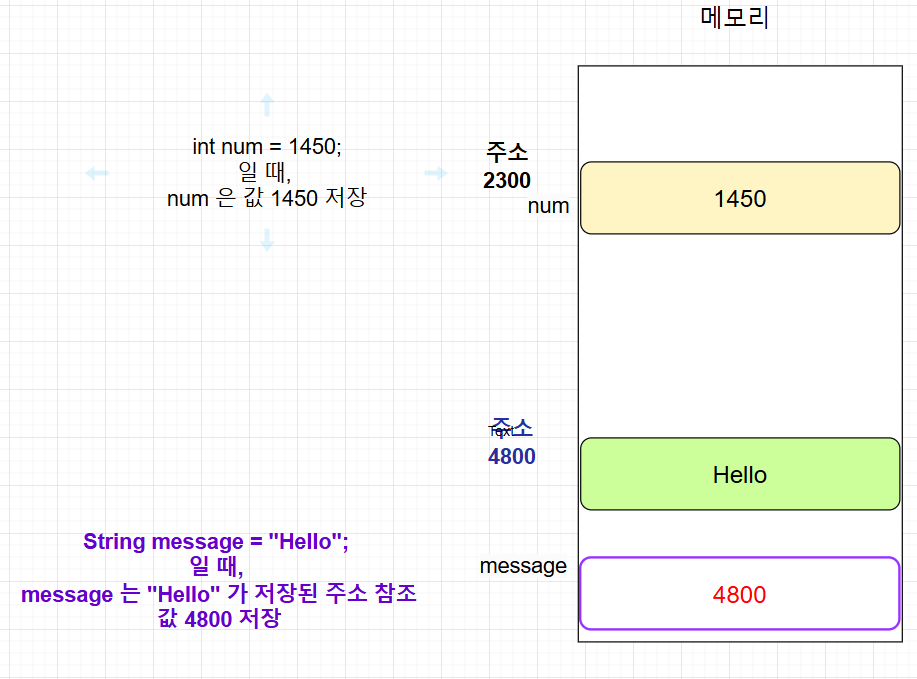 메모리
int num = 1450;
일 때,
num 은 값 1450 저장
주소
2300
num
1450
주소
Text
4800
Hello
String message = "Hello";
일 때,
message 는 "Hello" 가 저장된 주소 참조
값 4800 저장
message
4800